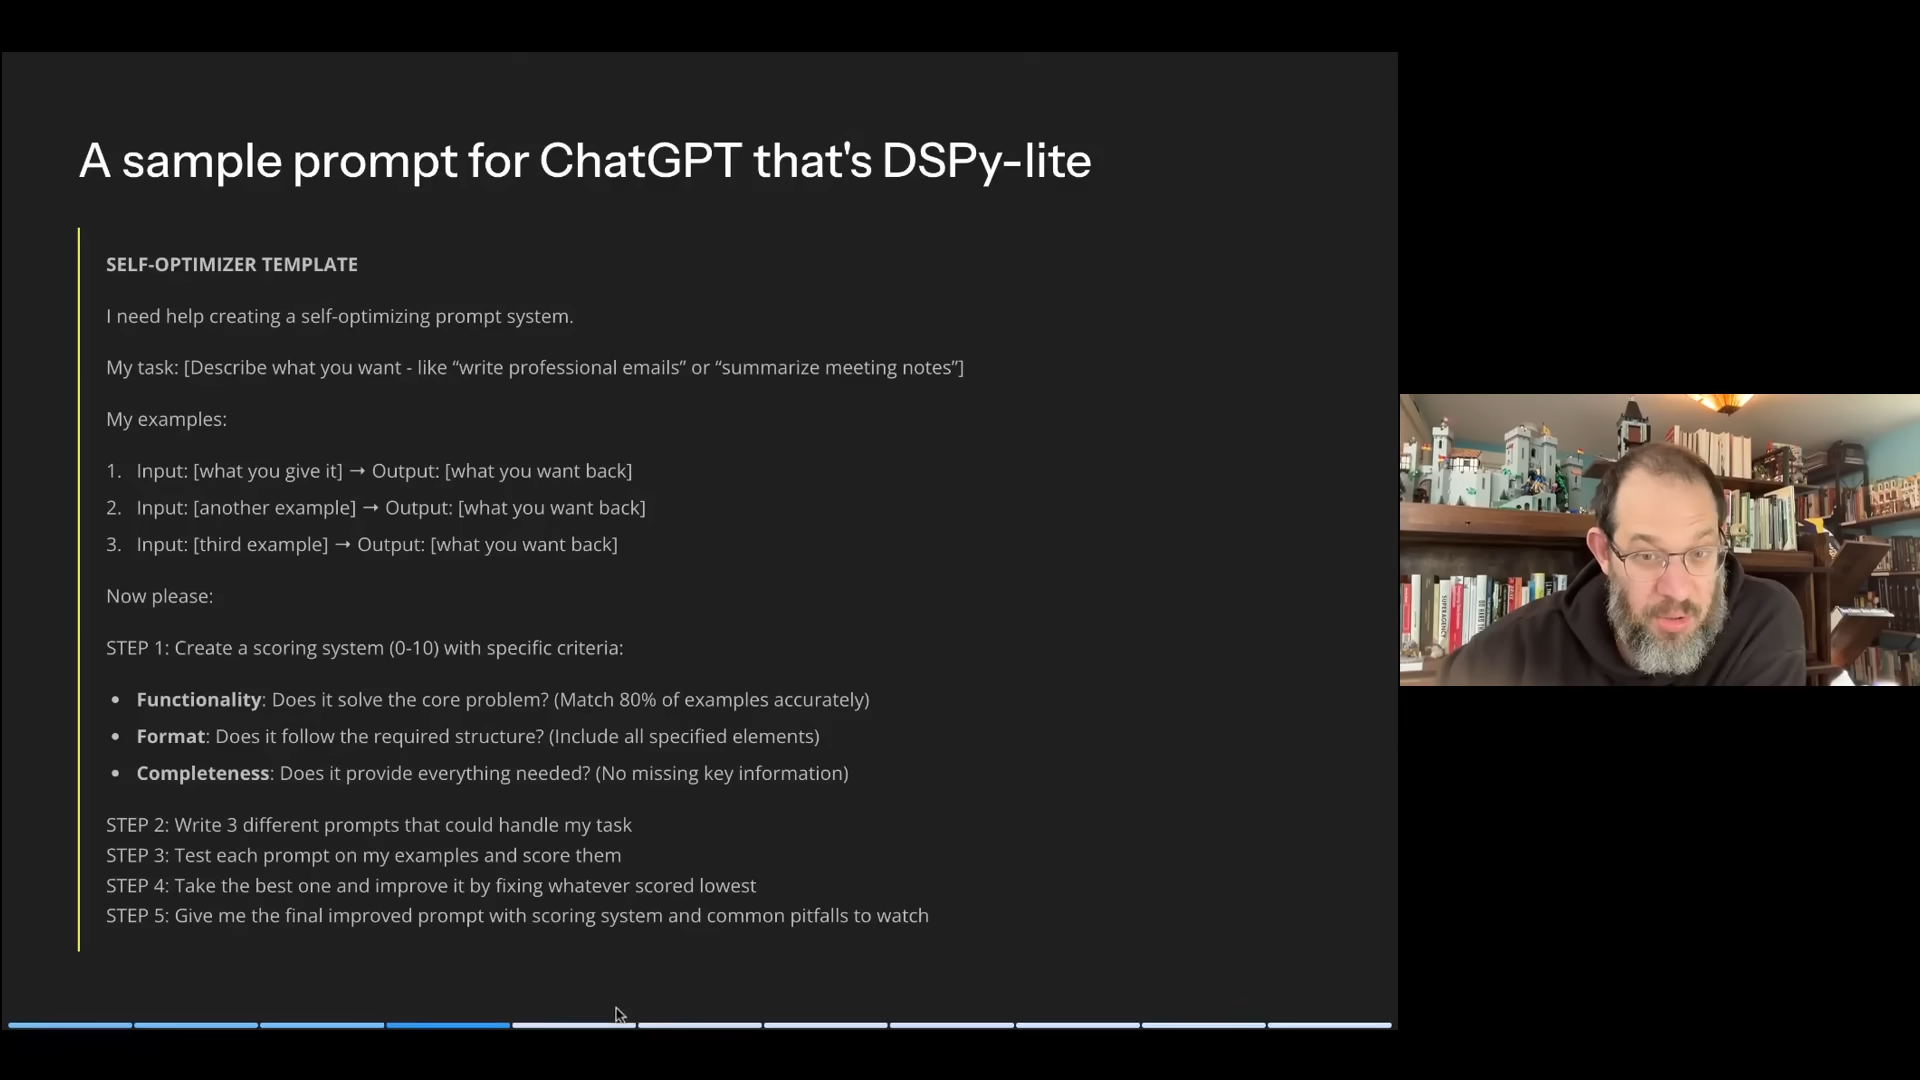 A sample prompt for ChatGPT that's DSPy-lite
SELF-OPTIMIZER TEMPLATE
I need help creating a self-optimizing prompt system.
My task: [Describe what you want - like “write professional emails” or “summarize meeting notes”]
My examples:
1. Input: [what you give it] → Output: [what you want back]
2. Input: [another example] → Output: [what you want back]
3. Input: [third example] → Output: [what you want back]
Now please:
STEP 1: Create a scoring system (0-10) with specific criteria:
• Functionality: Does it solve the core problem? (Match 80% of examples accurately)
• Format: Does it follow the required structure? (Include all specified elements)
• Completeness: Does it provide everything needed? (No missing key information)
STEP 2: Write 3 different prompts that could handle my task
STEP 3: Test each prompt on my examples and score them
STEP 4: Take the best one and improve it by fixing whatever scored lowest
STEP 5: Give me the final improved prompt with scoring system and common pitfalls to watch
SUPERAGENCY